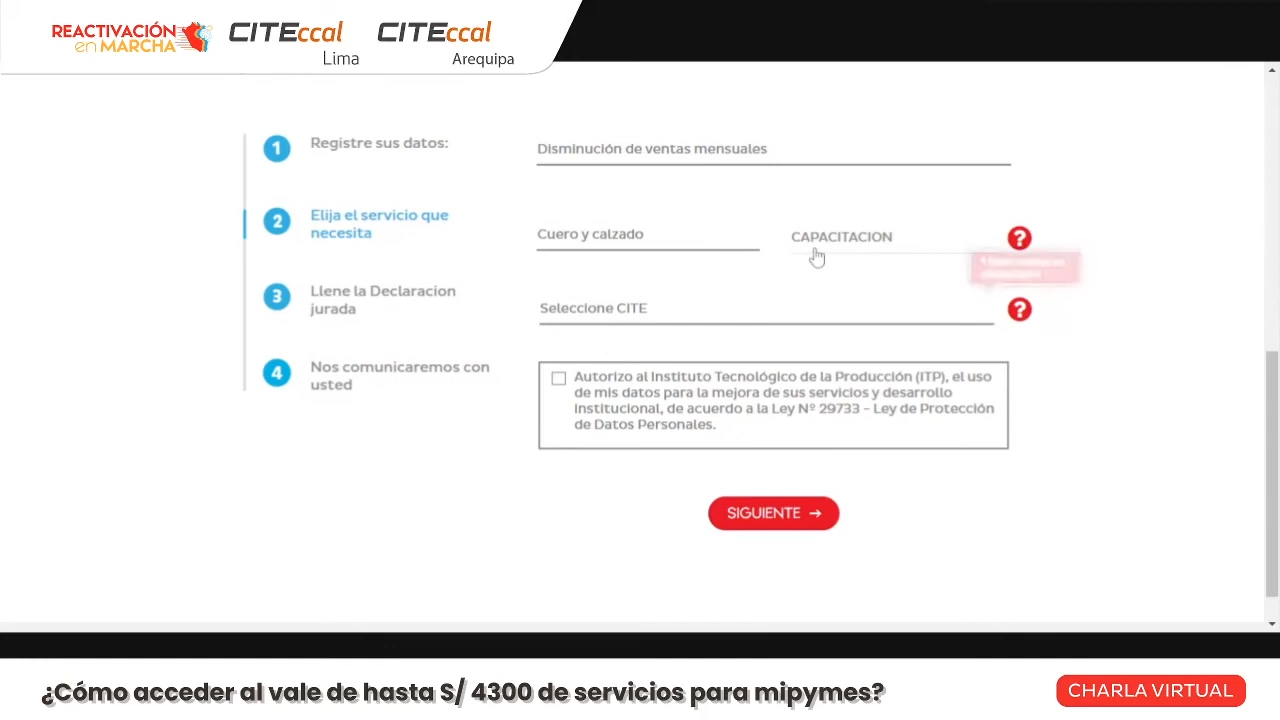 REACTIVACIÓN
en MARCHA
CITEccal
Lima
CITEccal
Arequipa
1
Registre sus datos:
Disminución de ventas mensuales
2
Elija el servicio que
necesita
Cuero y calzado
CAPACITACION
?
3
Llene la Declaracion
jurada
Seleccione CITE
?
4
Nos comunicaremos con
usted
Autorizo al Instituto Tecnológico de la Producción (ITP), el uso
de mis datos para la mejora de sus servicios y desarrollo
institucional, de acuerdo a la Ley Nº 29733 - Ley de Protección
de Datos Personales.
SIGUIENTE →
¿Cómo acceder al vale de hasta S/ 4300 de servicios para mipymes?
CHARLA VIRTUAL